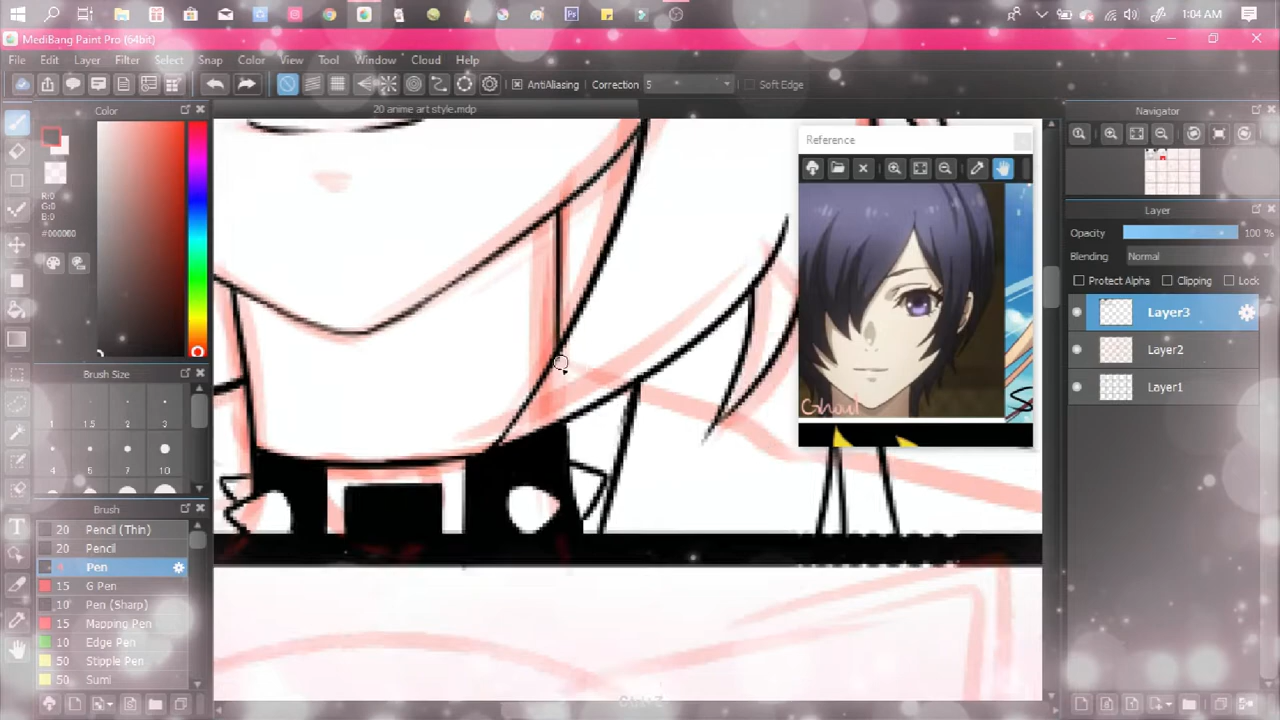 1:04 AM
MediBang Paint Pro (64bit)
File Edit Layer Filter Select Snap Color View Tool Window Cloud Help
AntiAliasing Correction 5 Soft Edge
Color
20 anime art style.mdp
R:0
G:0
B:0
#000000
Brush Size
1 1.5 2 3
4 5 7 10
Brush
20 Pencil (Thin)
20 Pencil
Pen
15 G Pen
10 Pen (Sharp)
15 Mapping Pen
10 Edge Pen
50 Stipple Pen
50 Sumi
Reference
Ghoul
S
Ctrl+Z
Navigator
Layer
Opacity 100 %
Blending Normal
Protect Alpha Clipping Lock
Layer3
Layer2
Layer1